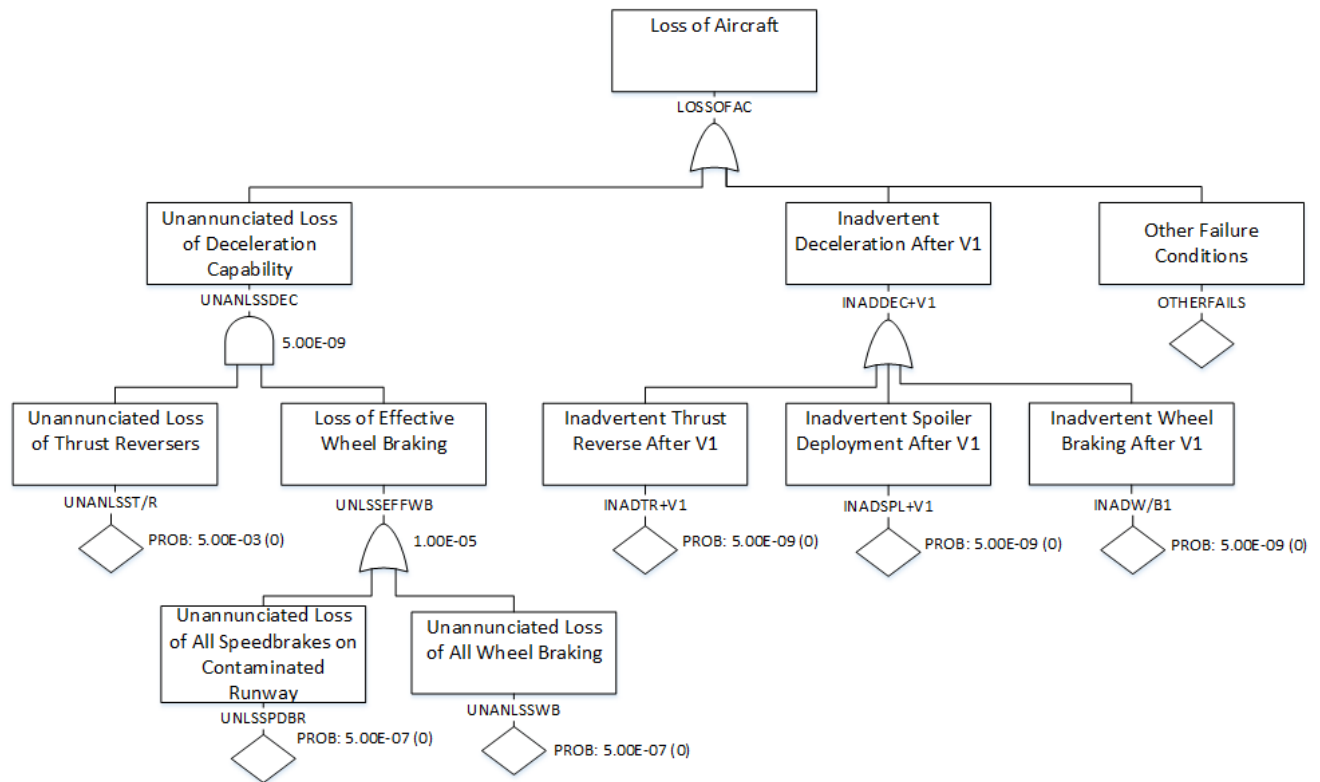 Loss of Aircraft
LOSSOFAC
Unannunciated Loss
of Deceleration
Capability
UNANLSSDEC
5.00E-09
Inadvertent
Deceleration After V1
INADDEC+V1
Other Failure
Conditions
OTHERFAILS
Unannunciated Loss
of Thrust Reversers
UNANLSST/R
PROB: 5.00E-03 (0)
Loss of Effective
Wheel Braking
UNLSSEFFWB
1.00E-05
Inadvertent Thrust
Reverse After V1
INADTR+V1
PROB: 5.00E-09 (0)
Inadvertent Spoiler
Deployment After V1
INADSPL+V1
PROB: 5.00E-09 (0)
Inadvertent Wheel
Braking After V1
INADW/B1
PROB: 5.00E-09 (0)
Unannunciated Loss
of All Speedbrakes on
Contaminated
Runway
UNLSSPDBR
PROB: 5.00E-07 (0)
Unannunciated Loss
of All Wheel Braking
UNANLSSWB
PROB: 5.00E-07 (0)